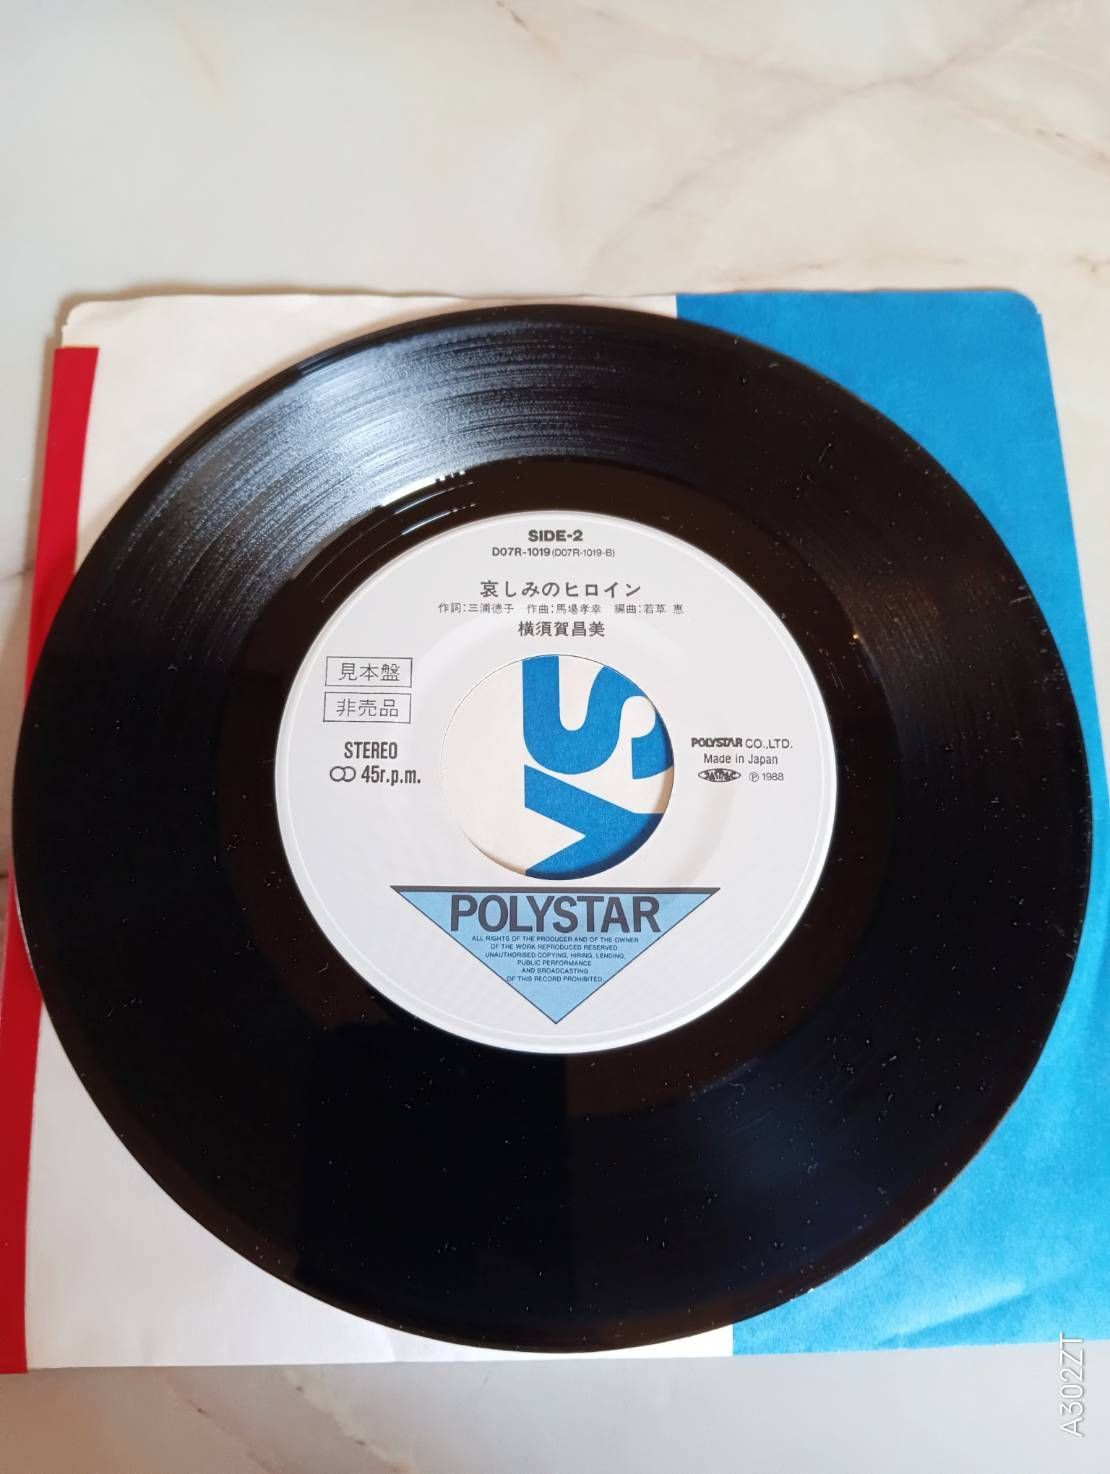 SIDE-2
D07R-1019 (D07R-1019-B)
哀しみのヒロイン
作詞:三浦徳子 作曲:馬場孝幸 編曲:若草 恵
横須賀昌美
見本盤
非売品
STEREO
45r.p.m.
POLYSTAR CO.,LTD.
Made in Japan
Ⓟ 1988
YS
POLYSTAR
ALL RIGHTS OF THE PRODUCER AND OF THE OWNER
OF THE WORK REPRODUCED RESERVED
UNAUTHORISED COPYING, HIRING, LENDING,
PUBLIC PERFORMANCE
AND BROADCASTING
OF THIS RECORD PROHIBITED
A302ZT